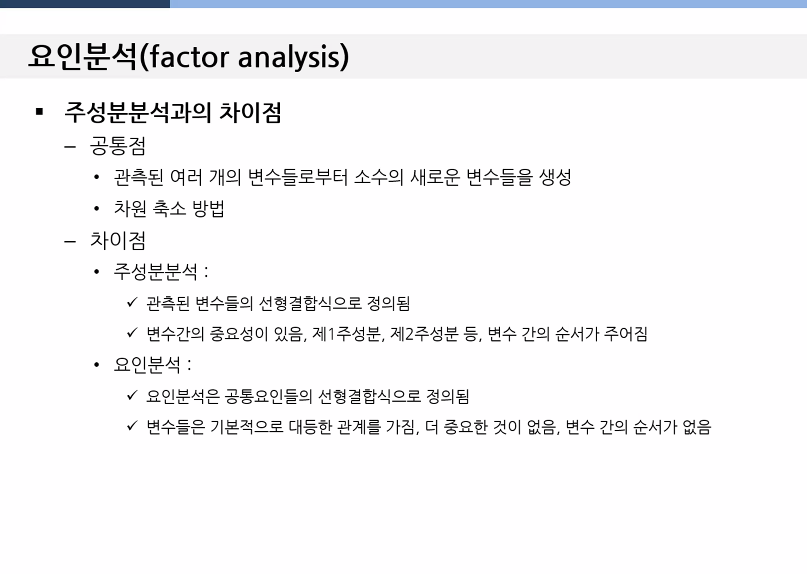 요인분석(factor analysis)
▪ 주성분분석과의 차이점
– 공통점
• 관측된 여러 개의 변수들로부터 소수의 새로운 변수들을 생성
• 차원 축소 방법
– 차이점
• 주성분분석 :
✓ 관측된 변수들의 선형결합식으로 정의됨
✓ 변수간의 중요성이 있음, 제1주성분, 제2주성분 등, 변수 간의 순서가 주어짐
• 요인분석 :
✓ 요인분석은 공통요인들의 선형결합식으로 정의됨
✓ 변수들은 기본적으로 대등한 관계를 가짐, 더 중요한 것이 없음, 변수 간의 순서가 없음